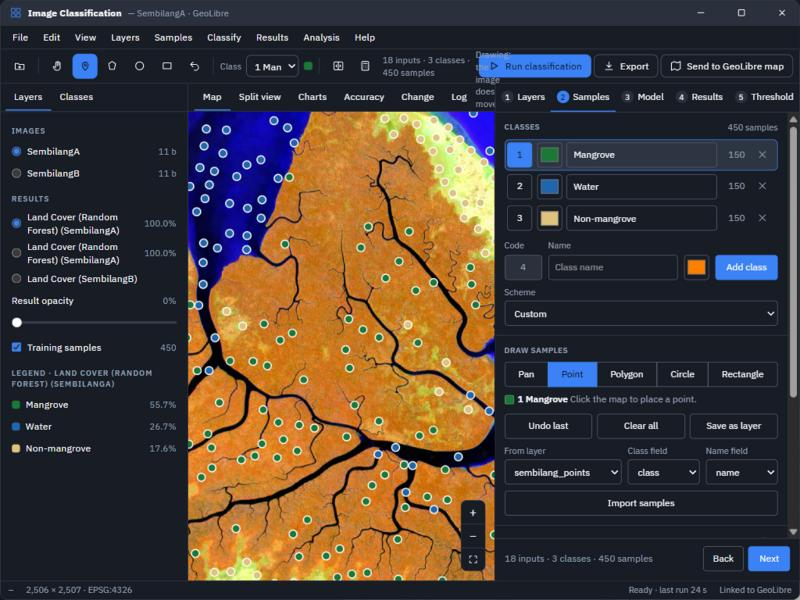 Image Classification — SembilangA · GeoLibre
File Edit View Layers Samples Classify Results Analysis Help
Class 1 Man
18 inputs · 3 classes ·
450 samples
Drawing:
the
image
does
move
Run classification
Export
Send to GeoLibre map
Layers Classes
Map Split view Charts Accuracy Change Log
1 Layers 2 Samples 3 Model 4 Results 5 Threshold
IMAGES
SembilangA 11 b
SembilangB 11 b
RESULTS
Land Cover (Random
Forest) (SembilangA) 100.0%
Land Cover (Random
Forest) (SembilangA) 100.0%
Land Cover (SembilangB)
Result opacity 0%
Training samples 450
LEGEND · LAND COVER (RANDOM
FOREST) (SEMBILANGA)
Mangrove 55.7%
Water 26.7%
Non-mangrove 17.6%
+
−
CLASSES 450 samples
1 Mangrove 150 ×
2 Water 150 ×
3 Non-mangrove 150 ×
Code Name
4 Class name Add class
Scheme
Custom
DRAW SAMPLES
Pan Point Polygon Circle Rectangle
1 Mangrove Click the map to place a point.
Undo last Clear all Save as layer
From layer Class field Name field
sembilang_points class name
Import samples
18 inputs · 3 classes · 450 samples Back Next
– 2,506 × 2,507 · EPSG:4326 Ready · last run 24 s Linked to GeoLibre